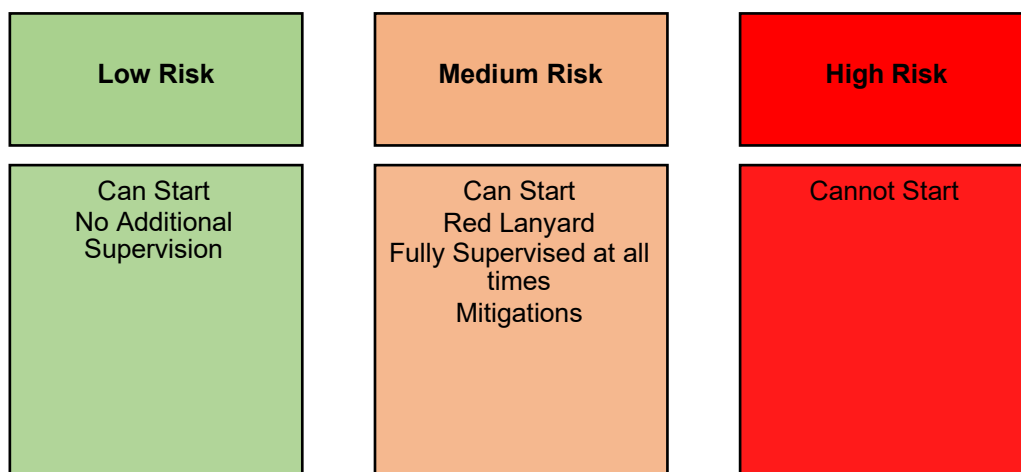 Low Risk
Medium Risk
High Risk
Can Start
No Additional
Supervision
Can Start
Red Lanyard
Fully Supervised at all
times
Mitigations
Cannot Start